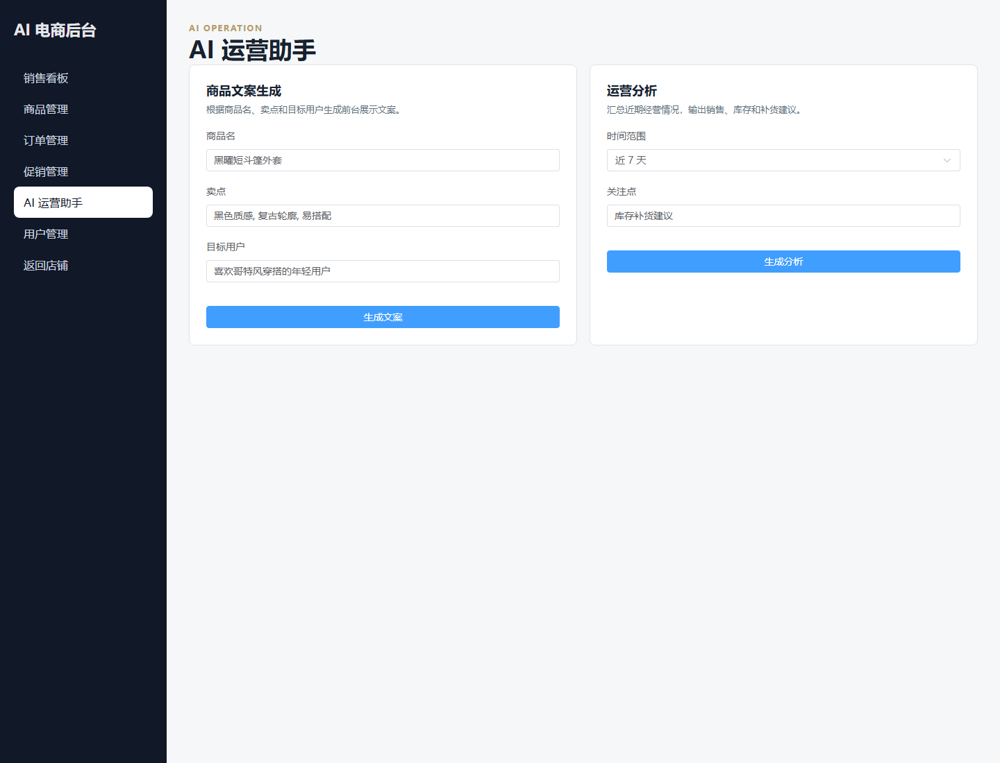 AI 电商后台
销售看板
商品管理
订单管理
促销管理
AI 运营助手
用户管理
返回店铺
AI OPERATION
AI 运营助手
商品文案生成
根据商品名、卖点和目标用户生成前台展示文案。
商品名
黑曜短斗篷外套
卖点
黑色质感, 复古轮廓, 易搭配
目标用户
喜欢哥特风穿搭的年轻用户
生成文案
运营分析
汇总近期经营情况，输出销售、库存和补货建议。
时间范围
近 7 天
关注点
库存补货建议
生成分析